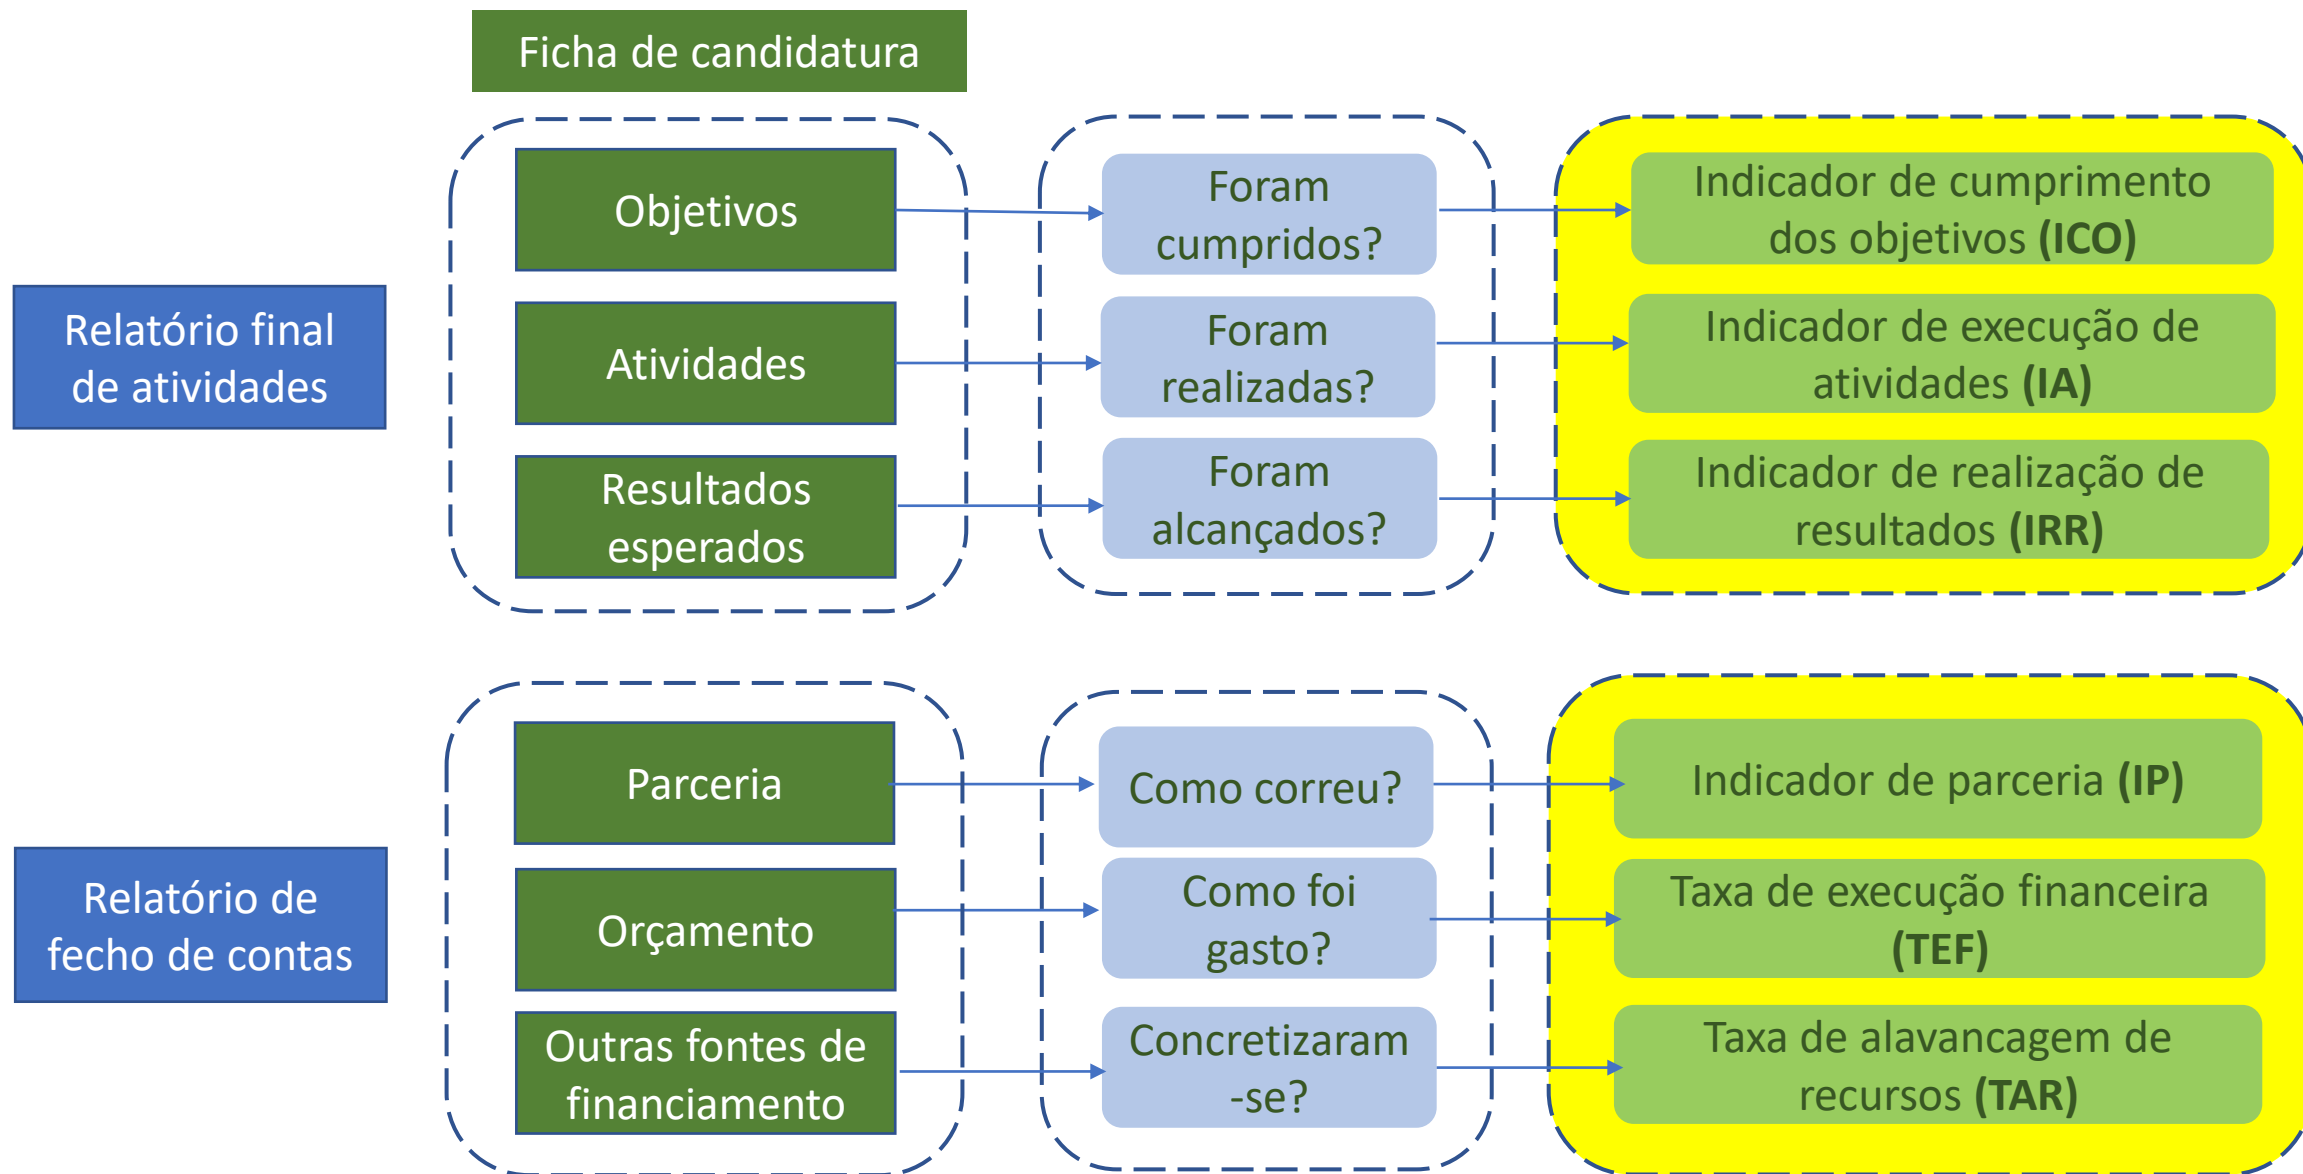 Ficha de candidatura
Relatório final
de atividades
Objetivos
Foram
cumpridos?
Indicador de cumprimento
dos objetivos (ICO)
Atividades
Foram
realizadas?
Indicador de execução de
atividades (IA)
Resultados
esperados
Foram
alcançados?
Indicador de realização de
resultados (IRR)
Relatório de
fecho de contas
Parceria
Como correu?
Indicador de parceria (IP)
Orçamento
Como foi
gasto?
Taxa de execução financeira
(TEF)
Outras fontes de
financiamento
Concretizaram
-se?
Taxa de alavancagem de
recursos (TAR)